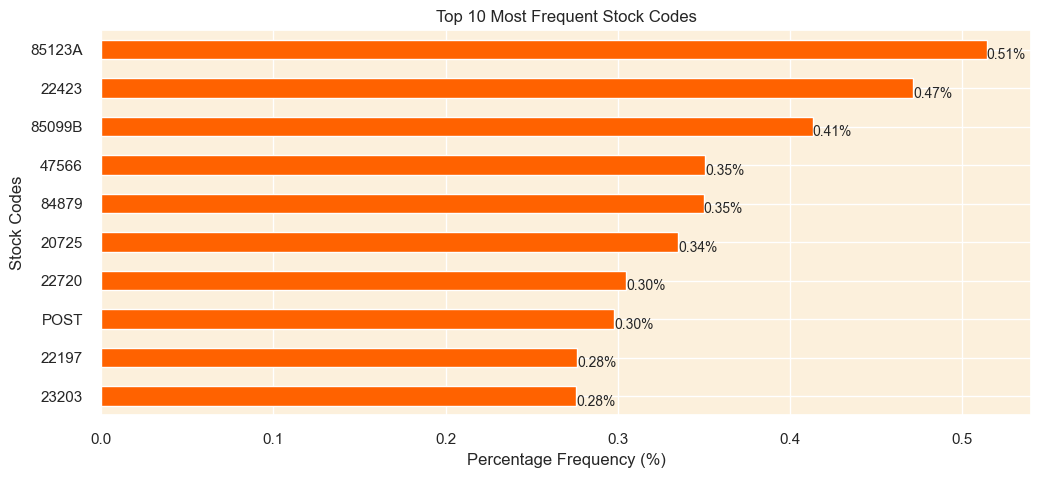 Top 10 Most Frequent Stock Codes
Stock Codes
85123A 0.51%
22423 0.47%
85099B 0.41%
47566 0.35%
84879 0.35%
20725 0.34%
22720 0.30%
POST 0.30%
22197 0.28%
23203 0.28%
0.0 0.1 0.2 0.3 0.4 0.5
Percentage Frequency (%)